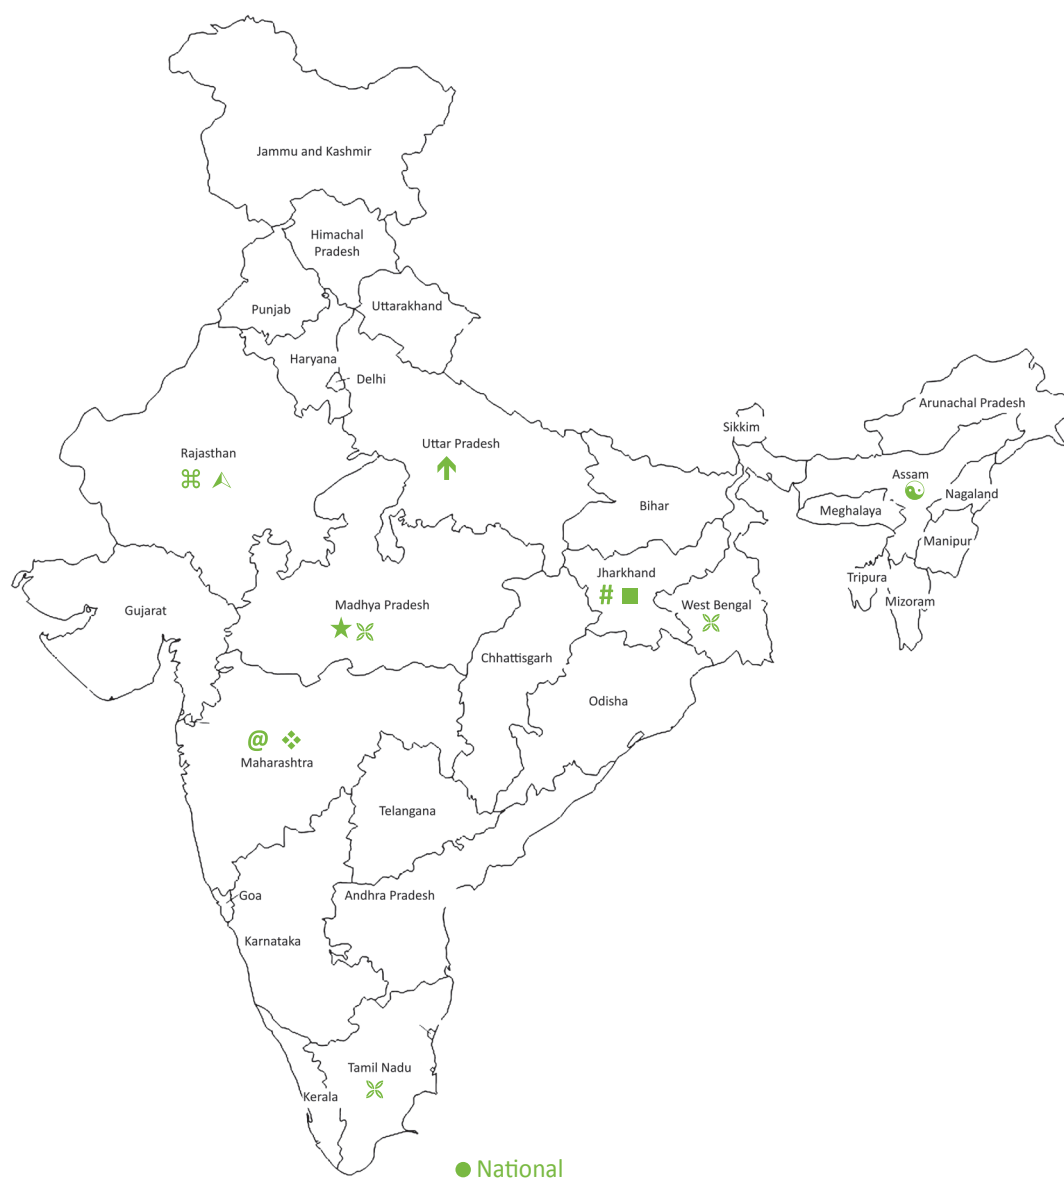 Jammu and Kashmir
Himachal
Pradesh
Punjab
Uttarakhand
Haryana
Delhi
Arunachal Pradesh
Sikkim
Uttar Pradesh
Rajasthan
Assam
Nagaland
Bihar
Meghalaya
Manipur
Jharkhand
#
Tripura
Mizoram
Madhya Pradesh
West Bengal
Gujarat
Chhattisgarh
Odisha
@
Maharashtra
Telangana
Goa
Andhra Pradesh
Karnataka
Tamil Nadu
Kerala
National